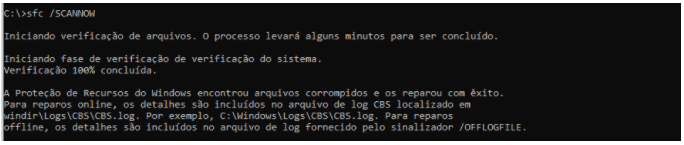 C:\>sfc /SCANNOW
Iniciando verificação de arquivos. O processo levará alguns minutos para ser concluído.
Iniciando fase de verificação de verificação do sistema.
Verificação 100% concluída.
A Proteção de Recursos do Windows encontrou arquivos corrompidos e os reparou com êxito.
Para reparos online, os detalhes são incluídos no arquivo de log CBS localizado em
windir\Logs\CBS\CBS.log. Por exemplo, C:\Windows\Logs\CBS\CBS.log. Para reparos
offline, os detalhes são incluídos no arquivo de log fornecido pelo sinalizador /OFFLOGFILE.